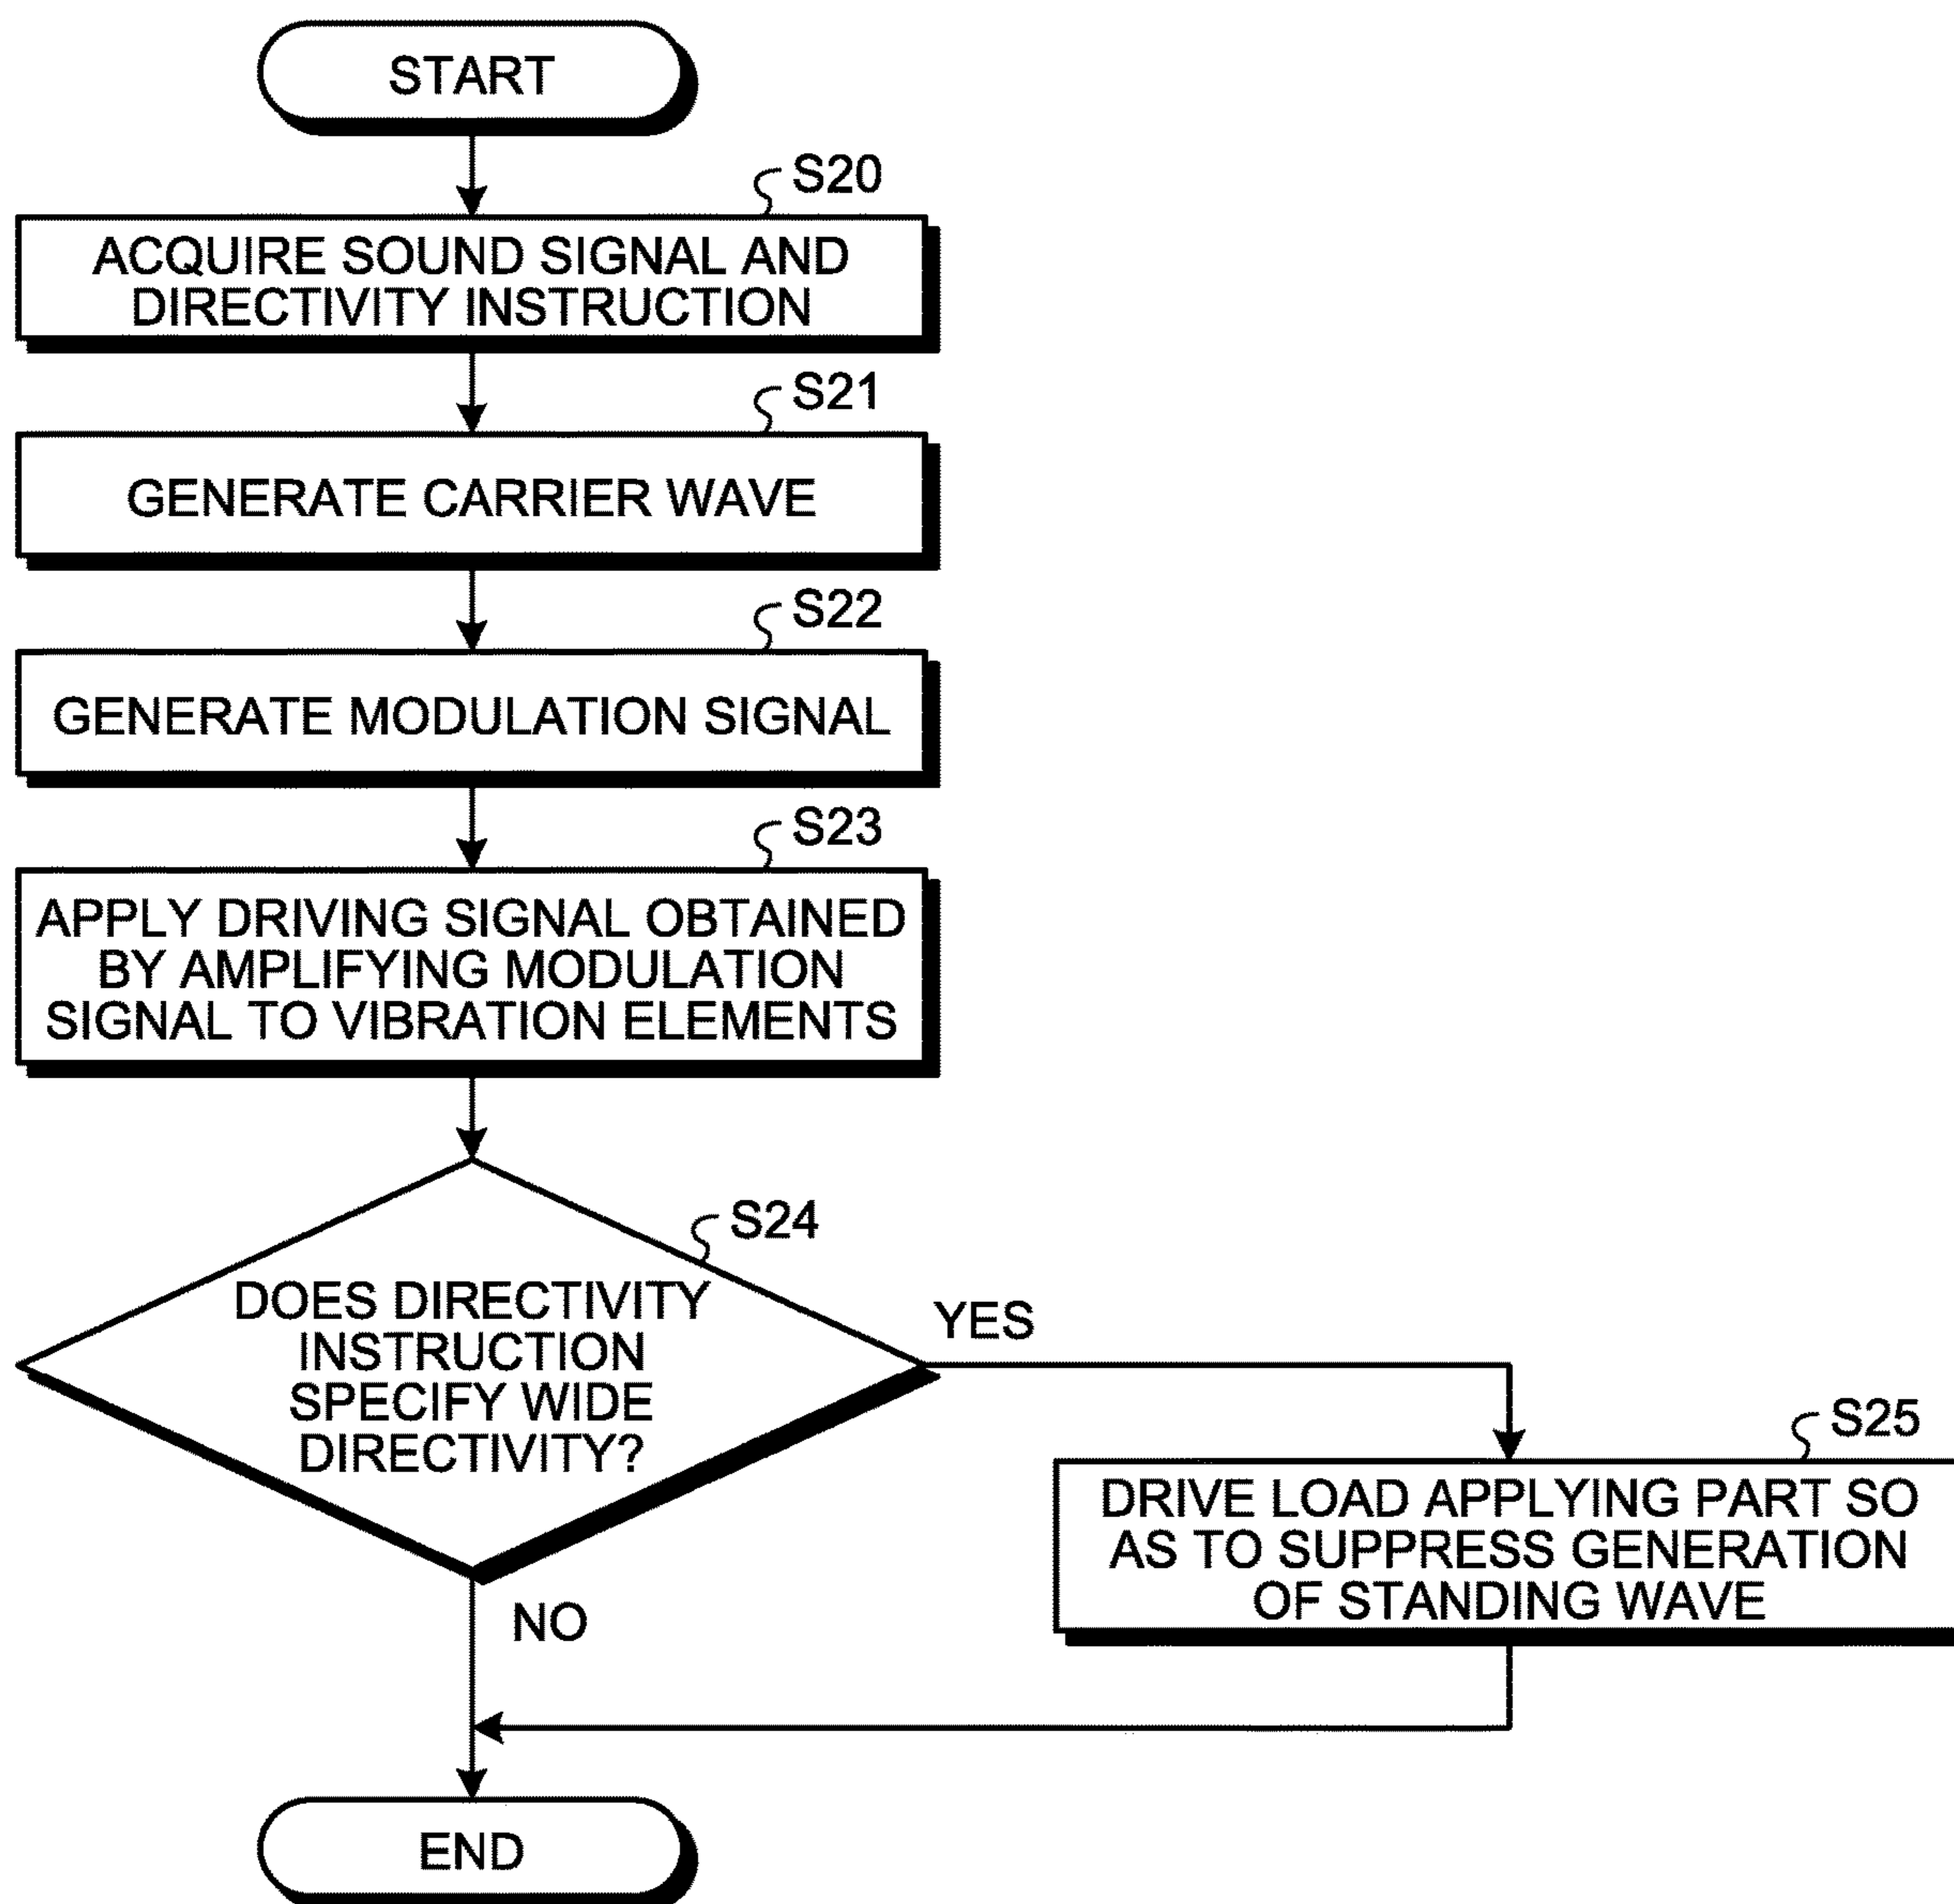 START
S20
ACQUIRE SOUND SIGNAL AND
DIRECTIVITY INSTRUCTION
S21
GENERATE CARRIER WAVE
S22
GENERATE MODULATION SIGNAL
S23
APPLY DRIVING SIGNAL OBTAINED
BY AMPLIFYING MODULATION
SIGNAL TO VIBRATION ELEMENTS
S24
DOES DIRECTIVITY
INSTRUCTION
SPECIFY WIDE
DIRECTIVITY?
YES
S25
DRIVE LOAD APPLYING PART SO
AS TO SUPPRESS GENERATION
OF STANDING WAVE
NO
END